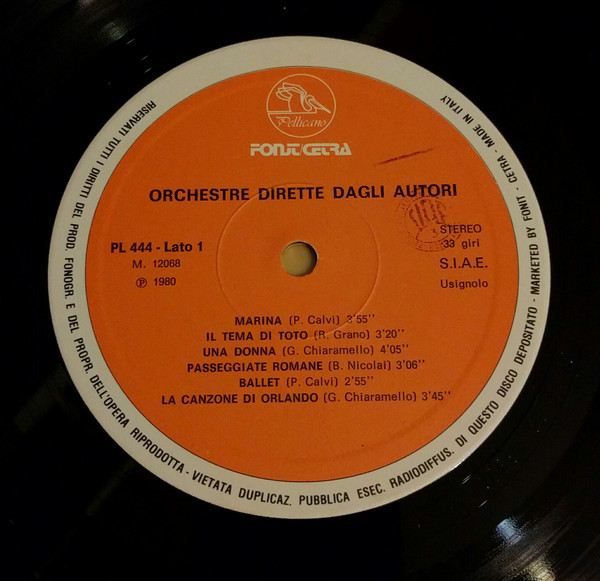 Pellicano
FONIT/CETRA
ORCHESTRE DIRETTE DAGLI AUTORI
PL 444 - Lato 1
M. 12068
℗ 1980
STEREO
33 giri
S.I.A.E.
Usignolo
MARINA (P. Calvi) 3'55''
IL TEMA DI TOTO (R. Grano) 3'20''
UNA DONNA (G. Chiaramello) 4'05''
PASSEGGIATE ROMANE (B. Nicolai) 3'06''
BALLET (P. Calvi) 2'55''
LA CANZONE DI ORLANDO (G. Chiaramello) 3'45''
RISERVATI TUTTI I DIRITTI DEL PROD. FONOGR. E DEL PROPR. DELL'OPERA RIPRODOTTA - VIETATA DUPLICAZ. PUBBLICA ESEC. RADIODIFFUS. DI QUESTO DISCO DEPOSITATO - MARKETED BY FONIT - CETRA - MADE IN ITALY